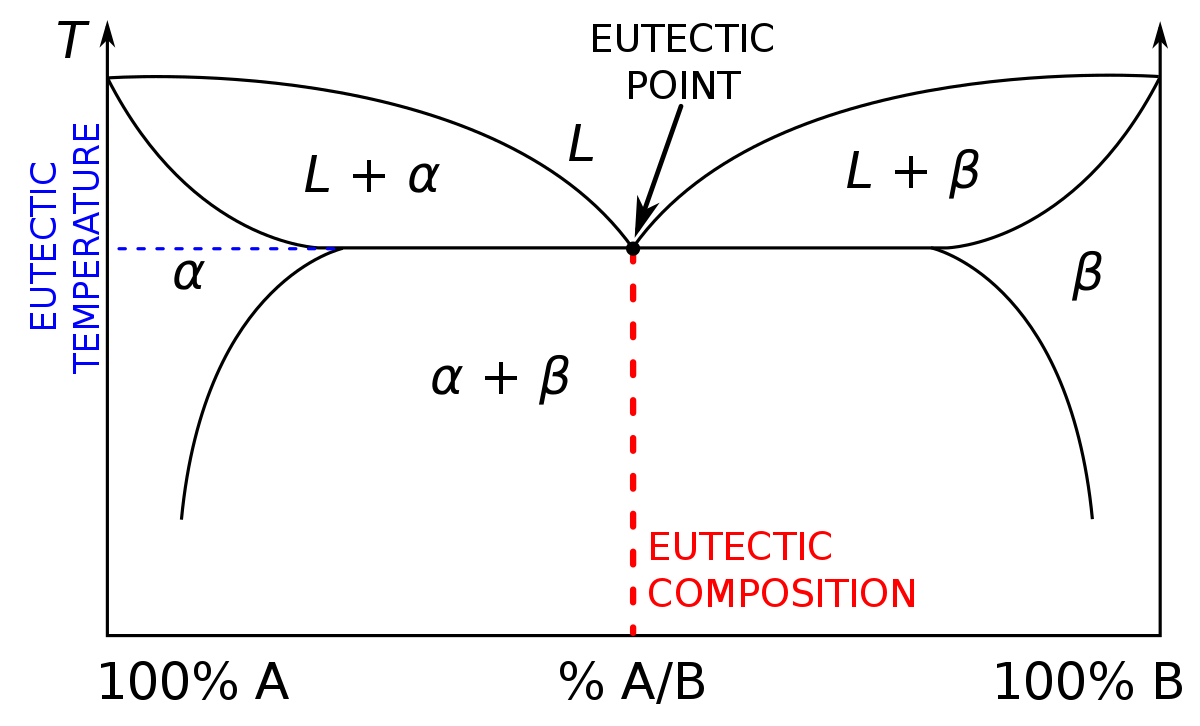 T
EUTECTIC
POINT
L
L + α
L + β
EUTECTIC
TEMPERATURE
α
β
α + β
EUTECTIC
COMPOSITION
100% A
% A/B
100% B